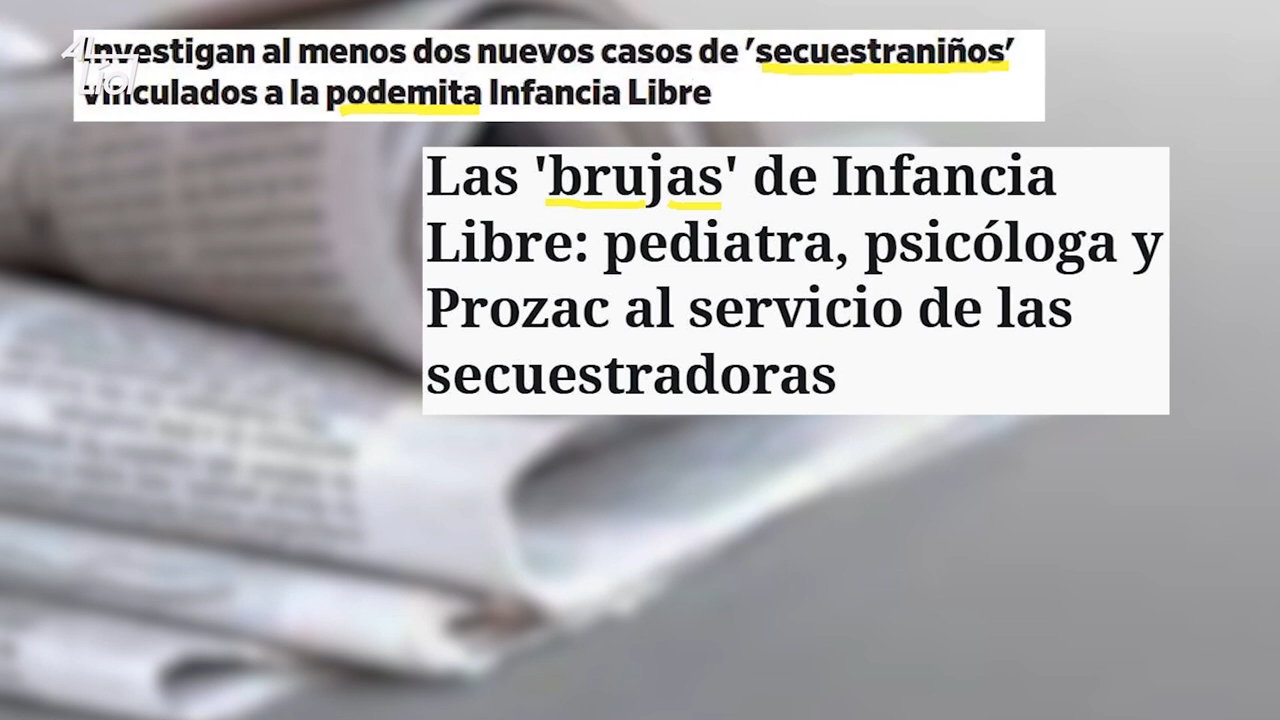 Investigan al menos dos nuevos casos de 'secuestraniños'
vinculados a la podemita Infancia Libre
Las 'brujas' de Infancia
Libre: pediatra, psicóloga y
Prozac al servicio de las
secuestradoras